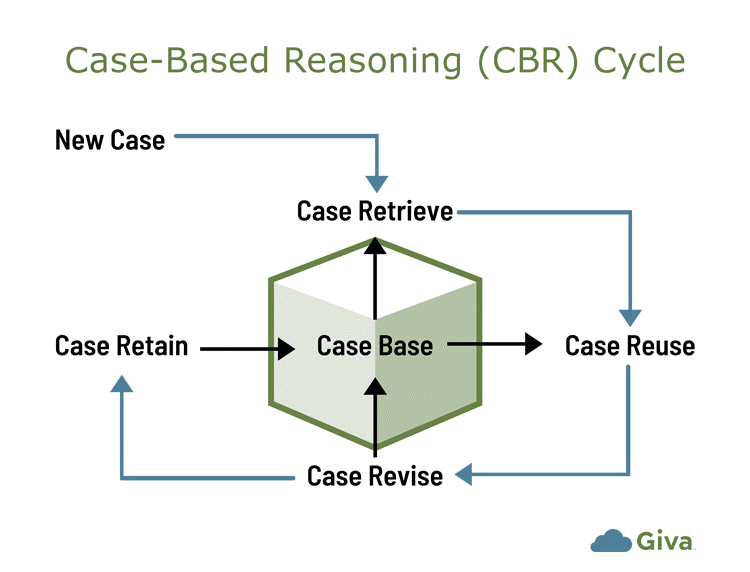 Case-Based Reasoning (CBR) Cycle
New Case
Case Retrieve
Case Retain
Case Base
Case Reuse
Case Revise
Giva